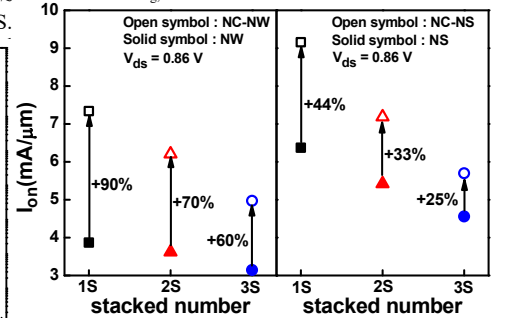 S.
Open symbol : NC-NW
Solid symbol : NW
Vds = 0.86 V
Open symbol : NC-NS
Solid symbol : NS
Vds = 0.86 V
Ion(mA/μm)
10
9
8
7
6
5
4
3
+90%
+70%
+60%
+44%
+33%
+25%
1S
2S
3S
1S
2S
3S
stacked number
stacked number